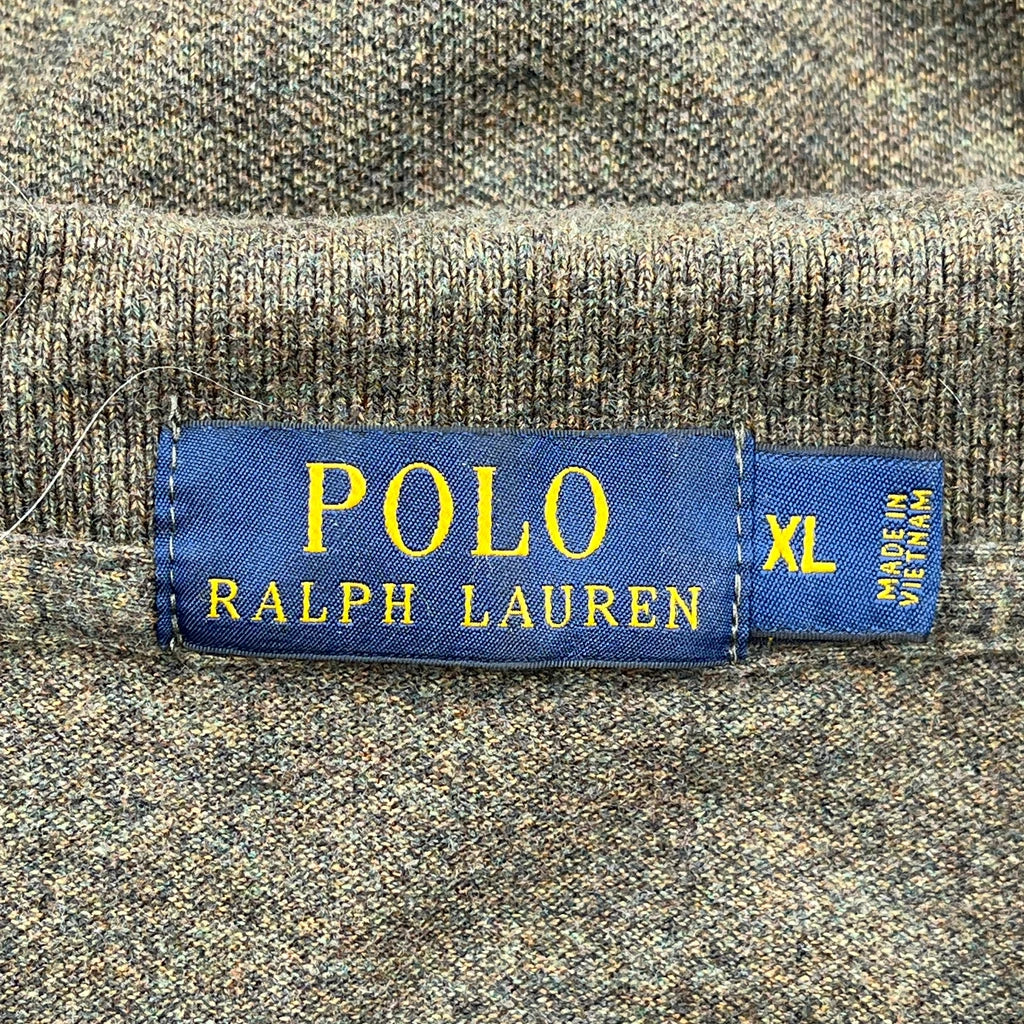 POLO
RALPH LAUREN
XL
MADE IN
VIETNAM